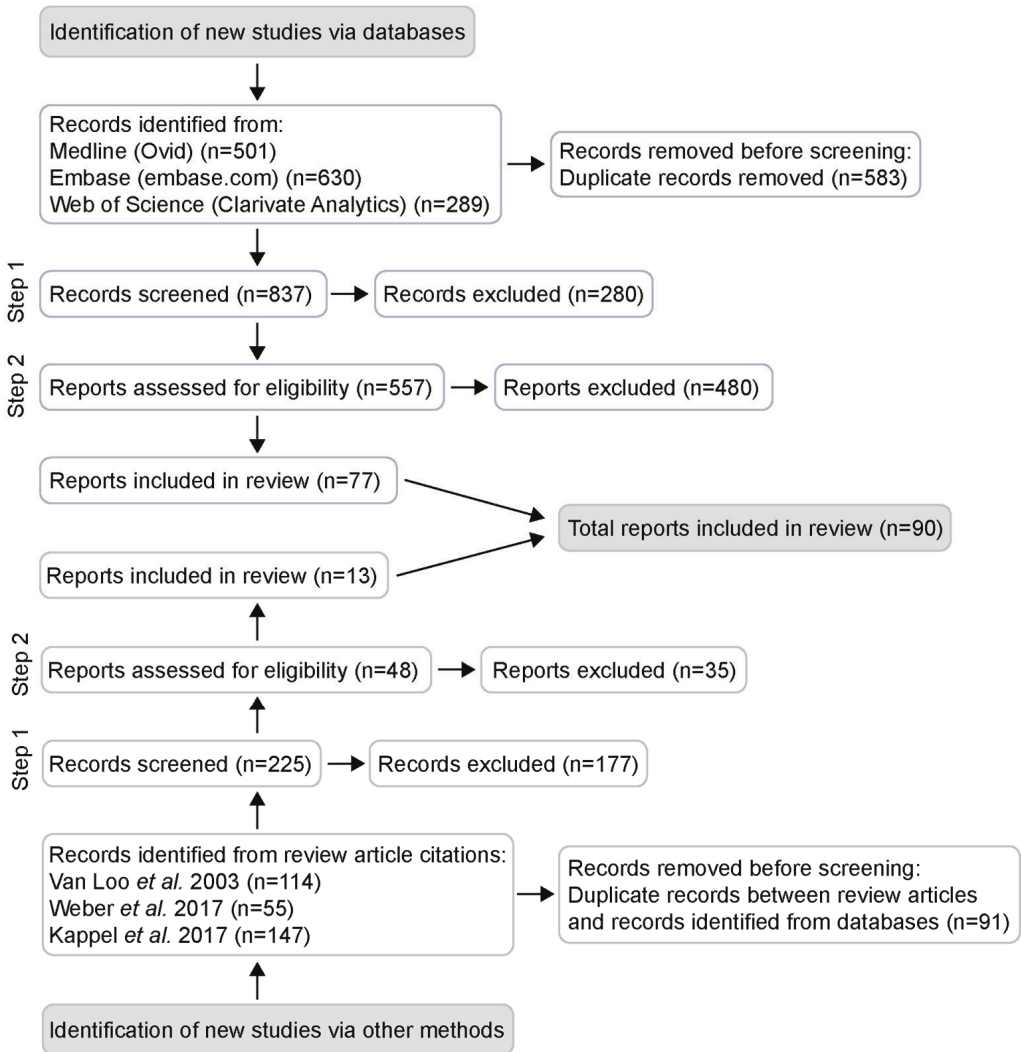 Identification of new studies via databases
Records identified from:
Medline (Ovid) (n=501)
Embase (embase.com) (n=630)
Web of Science (Clarivate Analytics) (n=289)
Records removed before screening:
Duplicate records removed (n=583)
Step 1
Records screened (n=837)
Records excluded (n=280)
Step 2
Reports assessed for eligibility (n=557)
Reports excluded (n=480)
Reports included in review (n=77)
Total reports included in review (n=90)
Reports included in review (n=13)
Step 2
Reports assessed for eligibility (n=48)
Reports excluded (n=35)
Step 1
Records screened (n=225)
Records excluded (n=177)
Records identified from review article citations:
Van Loo et al. 2003 (n=114)
Weber et al. 2017 (n=55)
Kappel et al. 2017 (n=147)
Records removed before screening:
Duplicate records between review articles
and records identified from databases (n=91)
Identification of new studies via other methods